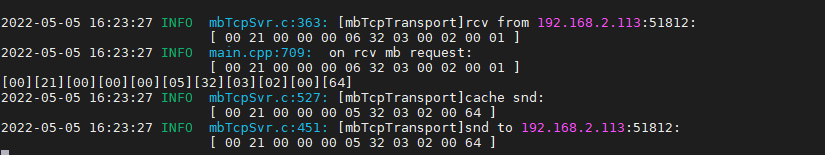 2022-05-05 16:23:27 INFO  mbTcpSvr.c:363: [mbTcpTransport]rcv from 192.168.2.113:51812:
[ 00 21 00 00 00 06 32 03 00 02 00 01 ]
2022-05-05 16:23:27 INFO  main.cpp:709:  on rcv mb request:
[ 00 21 00 00 00 06 32 03 00 02 00 01 ]
[00][21][00][00][00][05][32][03][02][00][64]
2022-05-05 16:23:27 INFO  mbTcpSvr.c:527: [mbTcpTransport]cache snd:
[ 00 21 00 00 00 05 32 03 02 00 64 ]
2022-05-05 16:23:27 INFO  mbTcpSvr.c:451: [mbTcpTransport]snd to 192.168.2.113:51812:
[ 00 21 00 00 00 05 32 03 02 00 64 ]